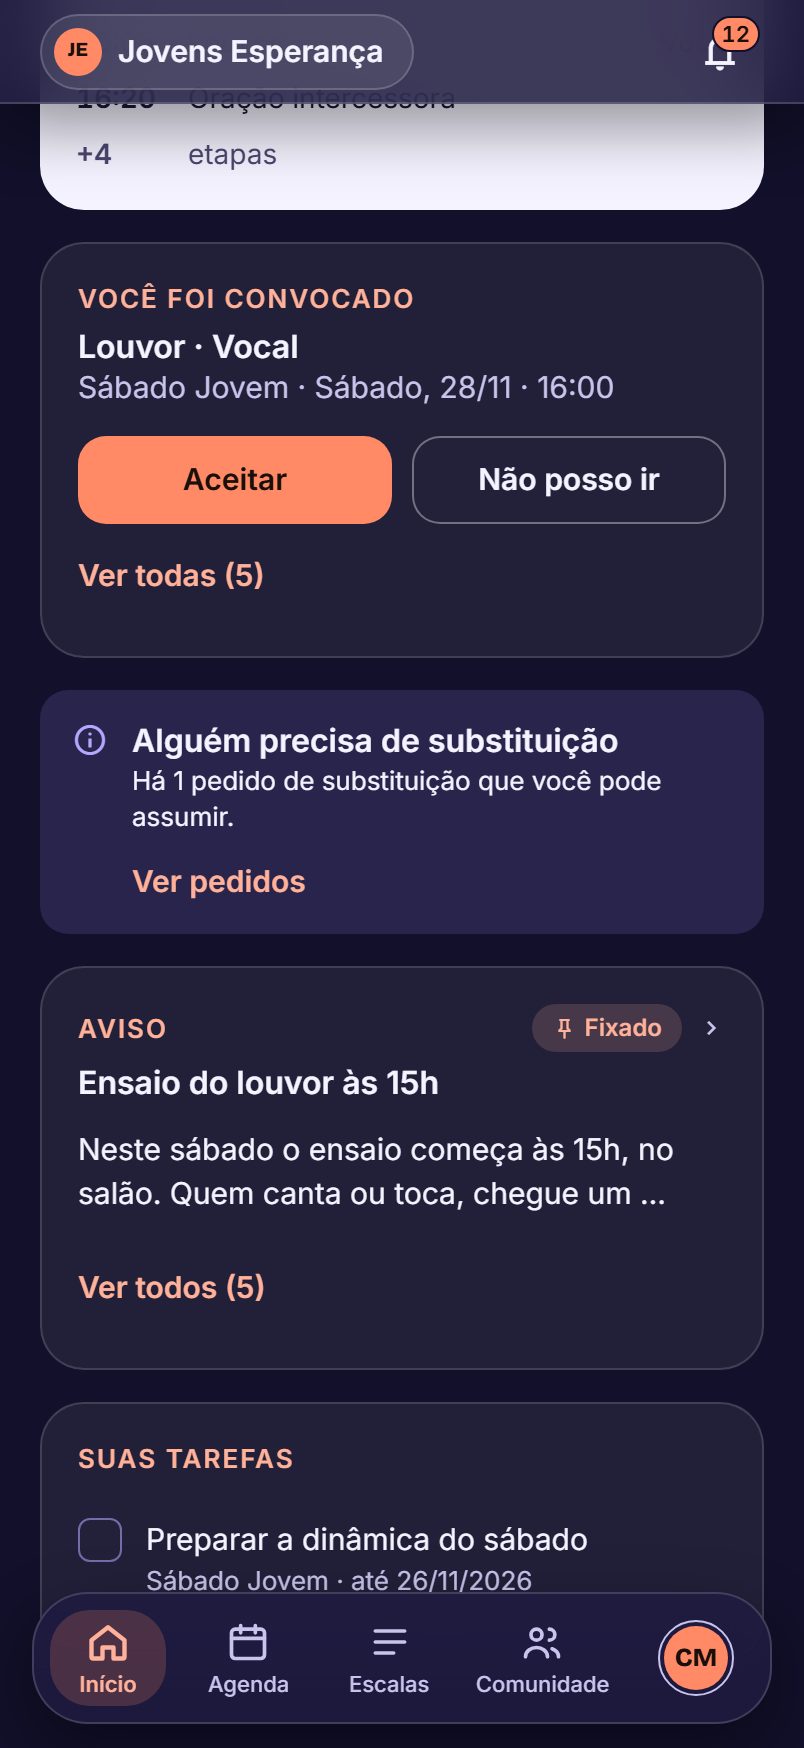 JE Jovens Esperança 12
16:20 Oração intercessora
+4 etapas
VOCÊ FOI CONVOCADO
Louvor · Vocal
Sábado Jovem · Sábado, 28/11 · 16:00
Aceitar Não posso ir
Ver todas (5)
Alguém precisa de substituição
Há 1 pedido de substituição que você pode
assumir.
Ver pedidos
AVISO Fixado
Ensaio do louvor às 15h
Neste sábado o ensaio começa às 15h, no
salão. Quem canta ou toca, chegue um ...
Ver todos (5)
SUAS TAREFAS
Preparar a dinâmica do sábado
Sábado Jovem · até 26/11/2026
Início Agenda Escalas Comunidade CM